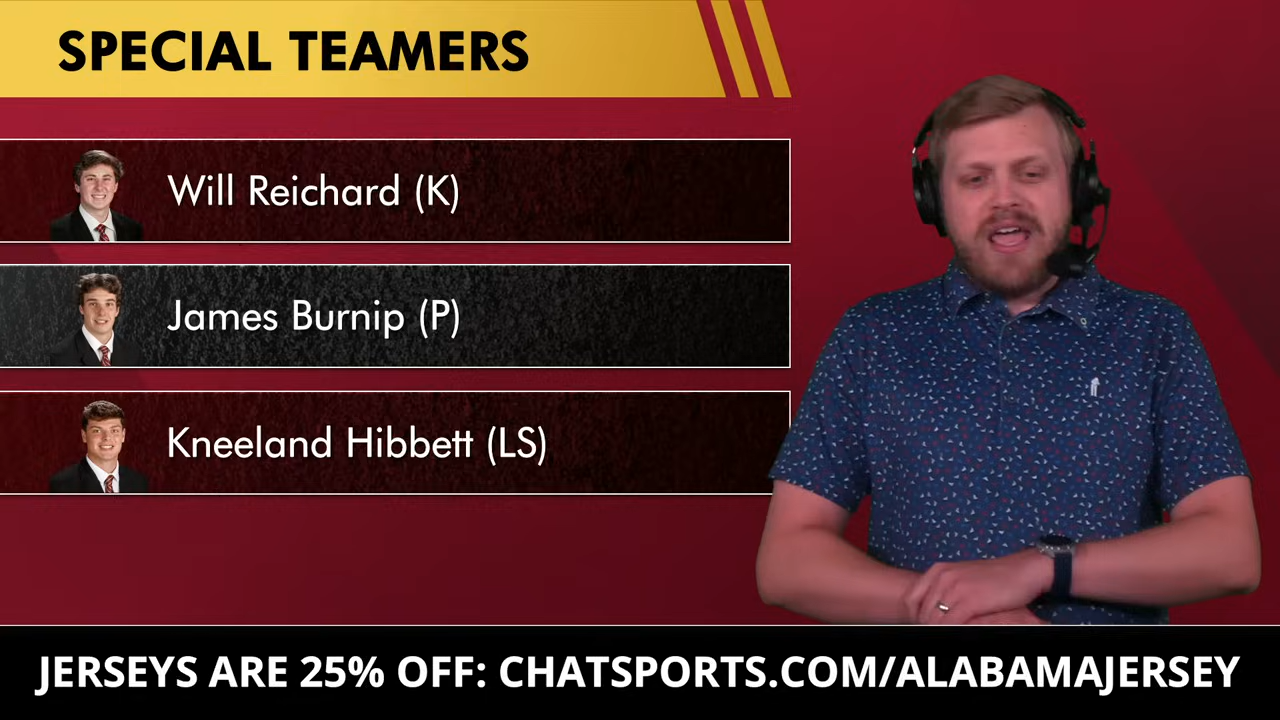 SPECIAL TEAMERS
Will Reichard (K)
James Burnip (P)
Kneeland Hibbett (LS)
JERSEYS ARE 25% OFF: CHATSPORTS.COM/ALABAMAJERSEY